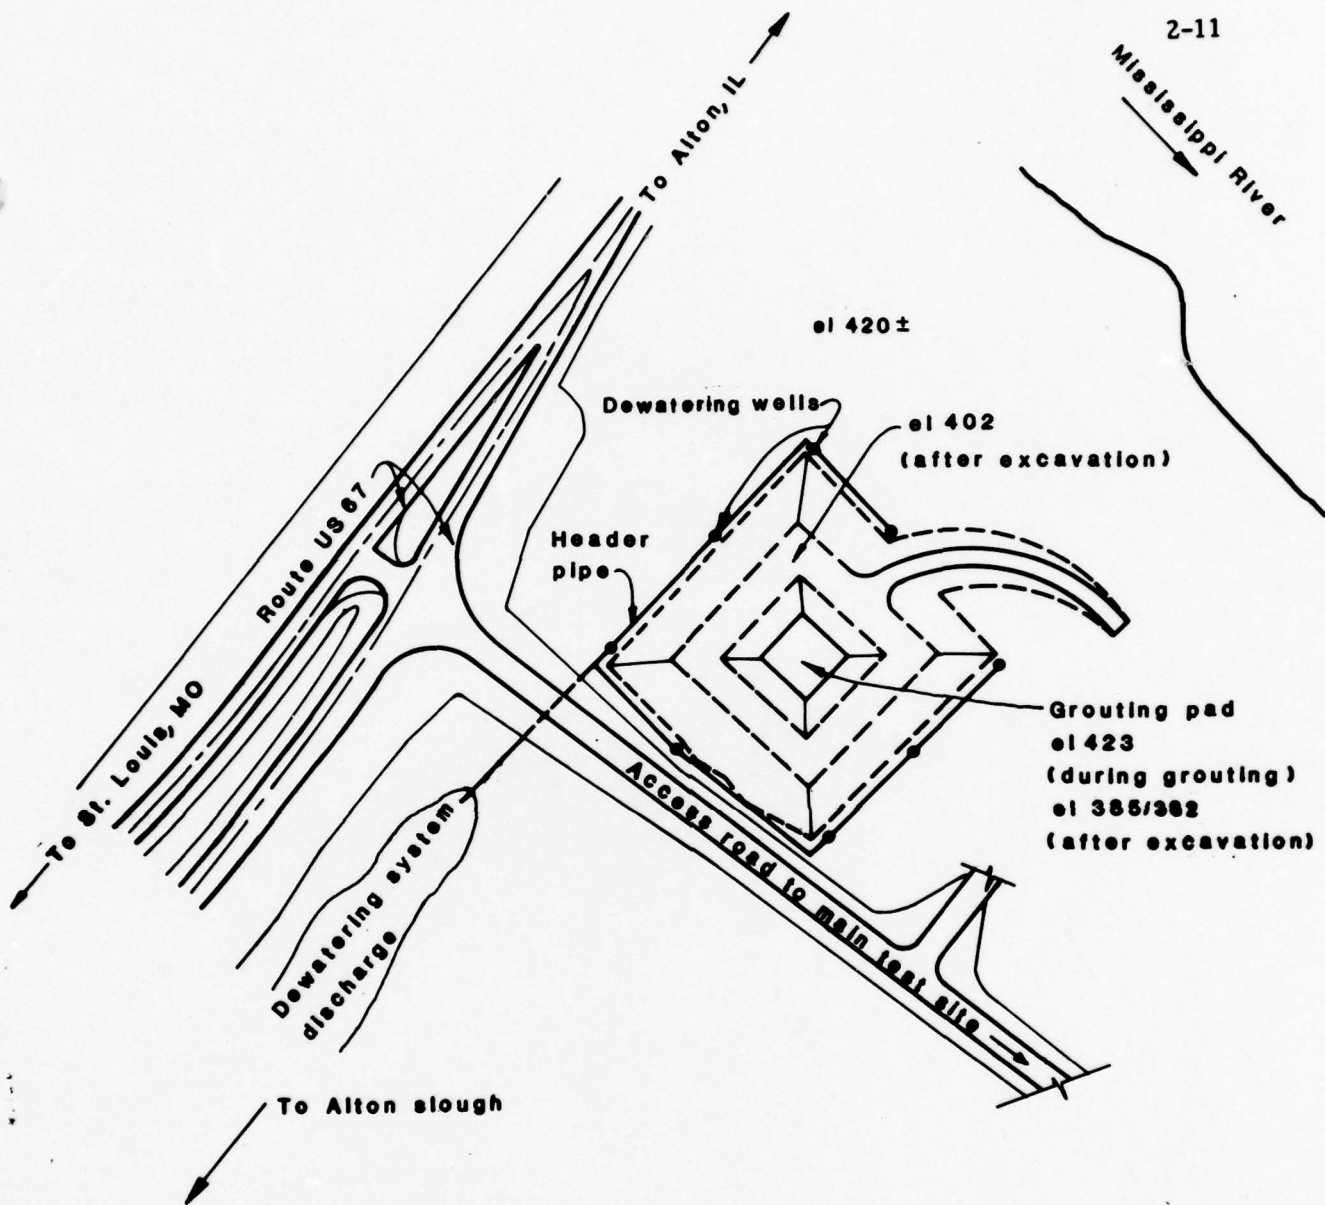 2-11
Mississippi River
To Alton, IL
el 420±
Dewatering wells
el 402
(after excavation)
Route US 67
Header
pipe
To St. Louis, MO
Grouting pad
el 423
(during grouting)
el 385/382
(after excavation)
Access road to main test site
Dewatering system
discharge
To Alton slough